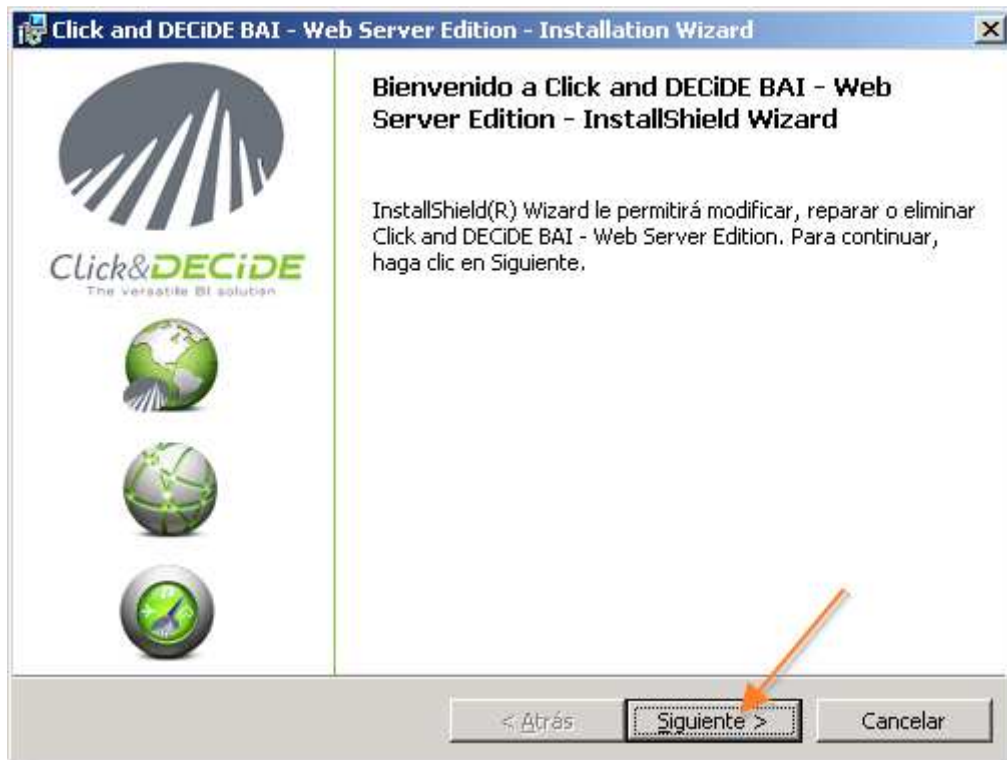 Click and DECiDE BAI - Web Server Edition - Installation Wizard
Bienvenido a Click and DECiDE BAI - Web
Server Edition - InstallShield Wizard
InstallShield(R) Wizard le permitirá modificar, reparar o eliminar
Click and DECiDE BAI - Web Server Edition. Para continuar,
haga clic en Siguiente.
Click&DECiDE
The versatile BI solution
< Atrás
Siguiente >
Cancelar